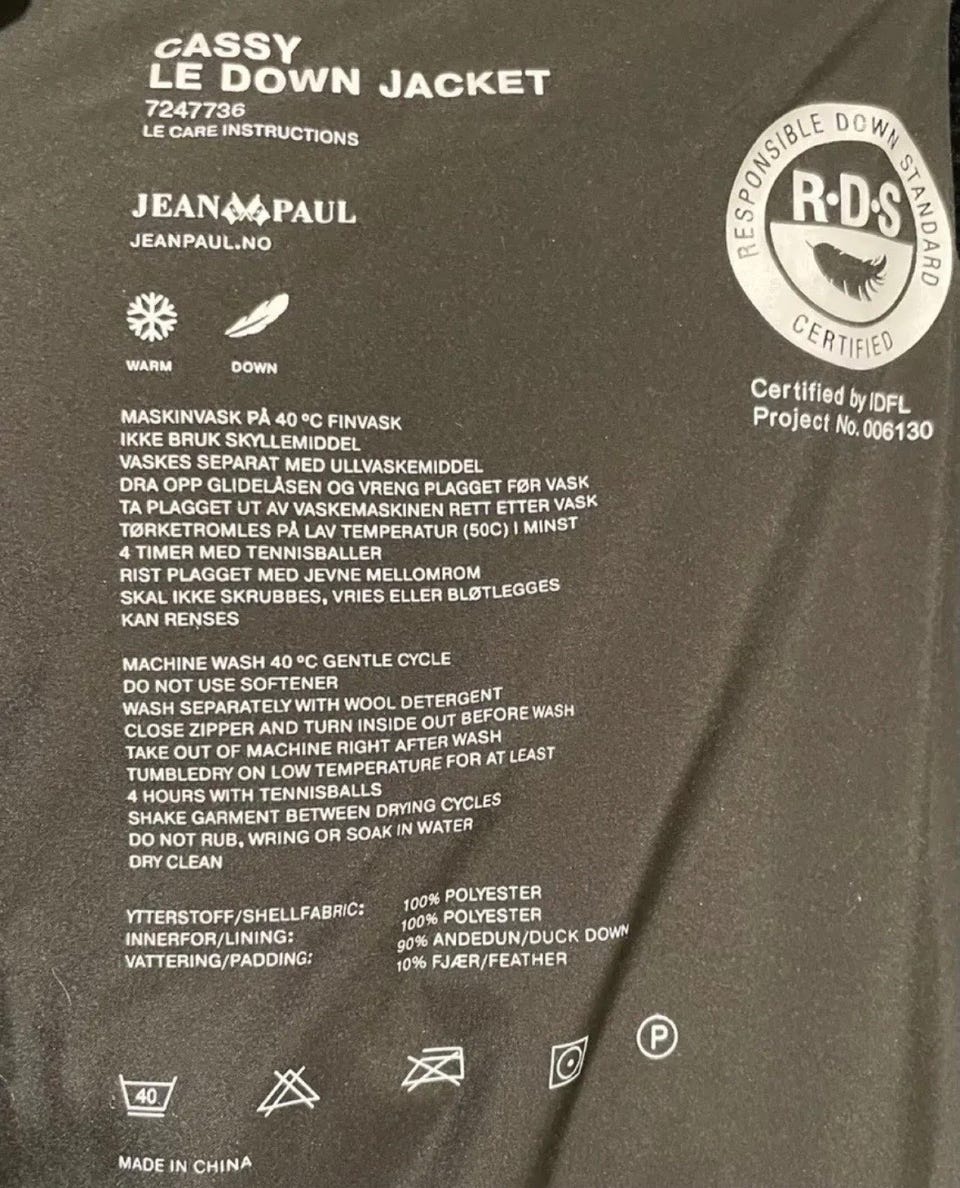 CASSY
LE DOWN JACKET
7247736
LE CARE INSTRUCTIONS
JEAN PAUL
JEANPAUL.NO
WARM
DOWN
RESPONSIBLE DOWN STANDARD
R·D·S
CERTIFIED
Certified by IDFL
Project No. 006130
MASKINVASK PÅ 40 ºC FINVASK
IKKE BRUK SKYLLEMIDDEL
VASKES SEPARAT MED ULLVASKEMIDDEL
DRA OPP GLIDELÅSEN OG VRENG PLAGGET FØR VASK
TA PLAGGET UT AV VASKEMASKINEN RETT ETTER VASK
TØRKETROMLES PÅ LAV TEMPERATUR (50C) I MINST
4 TIMER MED TENNISBALLER
RIST PLAGGET MED JEVNE MELLOMROM
SKAL IKKE SKRUBBES, VRIES ELLER BLØTLEGGES
KAN RENSES
MACHINE WASH 40 ºC GENTLE CYCLE
DO NOT USE SOFTENER
WASH SEPARATELY WITH WOOL DETERGENT
CLOSE ZIPPER AND TURN INSIDE OUT BEFORE WASH
TAKE OUT OF MACHINE RIGHT AFTER WASH
TUMBLEDRY ON LOW TEMPERATURE FOR AT LEAST
4 HOURS WITH TENNISBALLS
SHAKE GARMENT BETWEEN DRYING CYCLES
DO NOT RUB, WRING OR SOAK IN WATER
DRY CLEAN
YTTERSTOFF/SHELLFABRIC: 100% POLYESTER
INNERFOR/LINING: 100% POLYESTER
VATTERING/PADDING: 90% ANDEDUN/DUCK DOWN
10% FJÆR/FEATHER
40
P
MADE IN CHINA